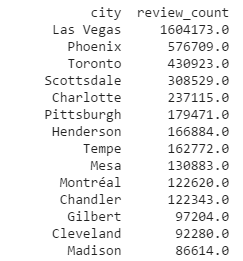 city review_count
Las Vegas 1604173.0
Phoenix 576709.0
Toronto 430923.0
Scottsdale 308529.0
Charlotte 237115.0
Pittsburgh 179471.0
Henderson 166884.0
Tempe 162772.0
Mesa 130883.0
Montréal 122620.0
Chandler 122343.0
Gilbert 97204.0
Cleveland 92280.0
Madison 86614.0